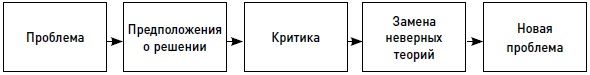 Проблема
Предположения
о решении
Критика
Замена
неверных
теорий
Новая
проблема